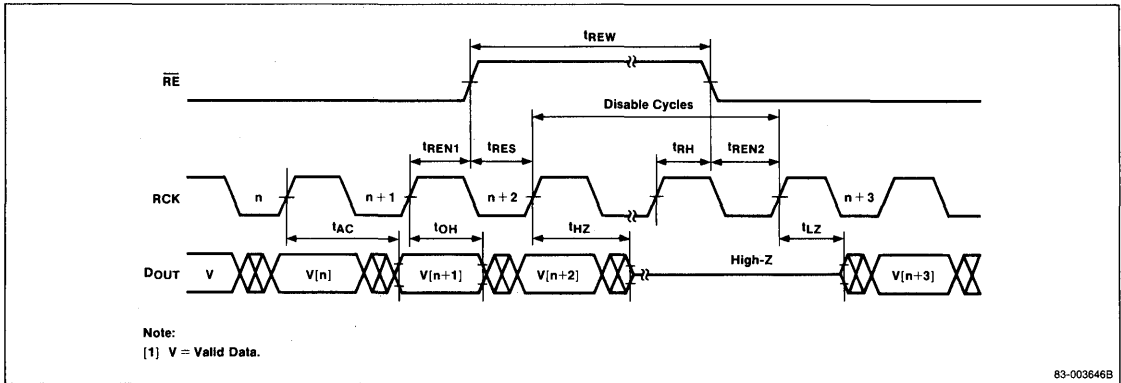 tREW
RE
Disable Cycles
tREN1 tRES tRH tREN2
RCK n n + 1 n + 2 n + 3
tAC tOH tHZ tLZ
DOUT V V[n] V[n+1] V[n+2] High-Z V[n+3]
Note:
[1] V = Valid Data.
83-003646B